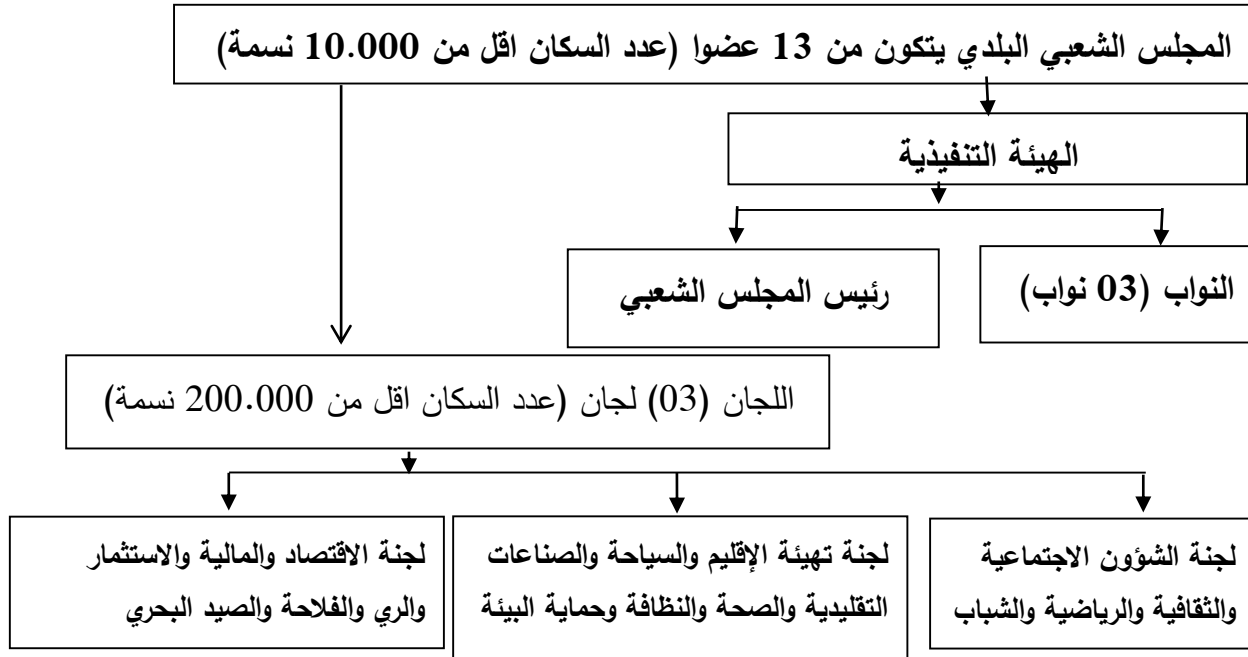 المجلس الشعبي البلدي يتكون من 13 عضوا (عدد السكان اقل من 10.000 نسمة)
الهيئة التنفيذية
النواب (03 نواب)
رئيس المجلس الشعبي
اللجان (03) لجان (عدد السكان اقل من 200.000 نسمة)
لجنة الشؤون الاجتماعية
والثقافية والرياضية والشباب
لجنة تهيئة الإقليم والسياحة والصناعات
التقليدية والصحة والنظافة وحماية البيئة
لجنة الاقتصاد والمالية والاستثمار
والري والفلاحة والصيد البحري